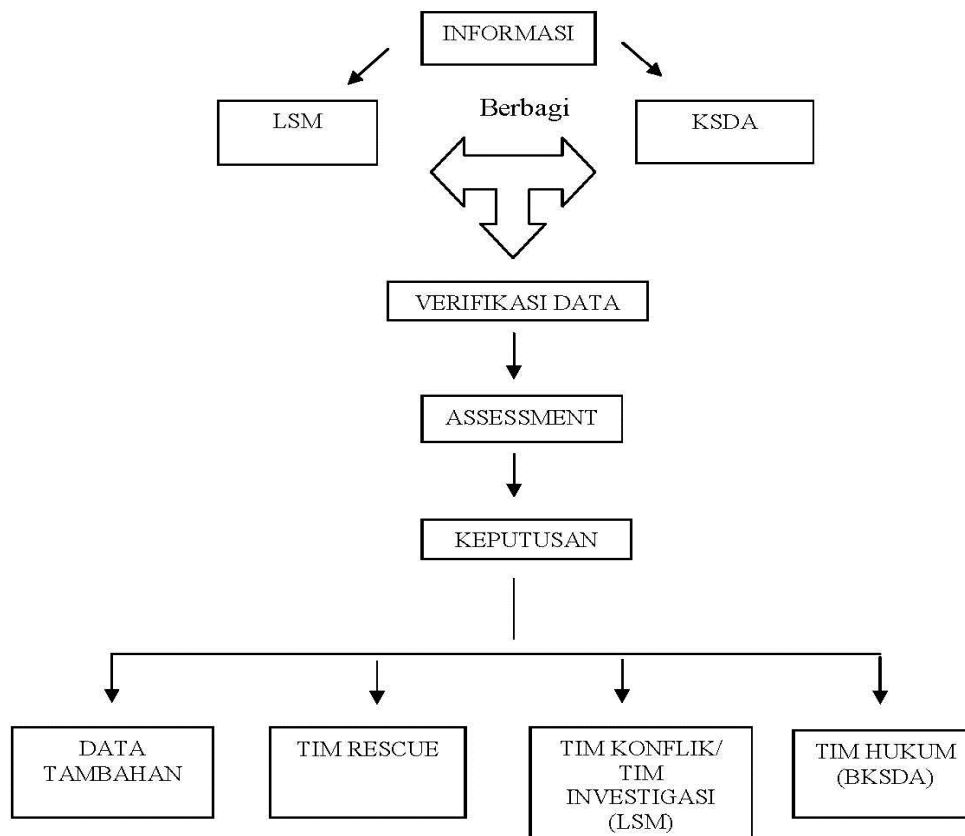 INFORMASI
LSM
Berbagi
KSDA
VERIFIKASI DATA
ASSESSMENT
KEPUTUSAN
DATA
TAMBAHAN
TIM RESCUE
TIM KONFLIK/
TIM
INVESTIGASI
(LSM)
TIM HUKUM
(BKSDA)